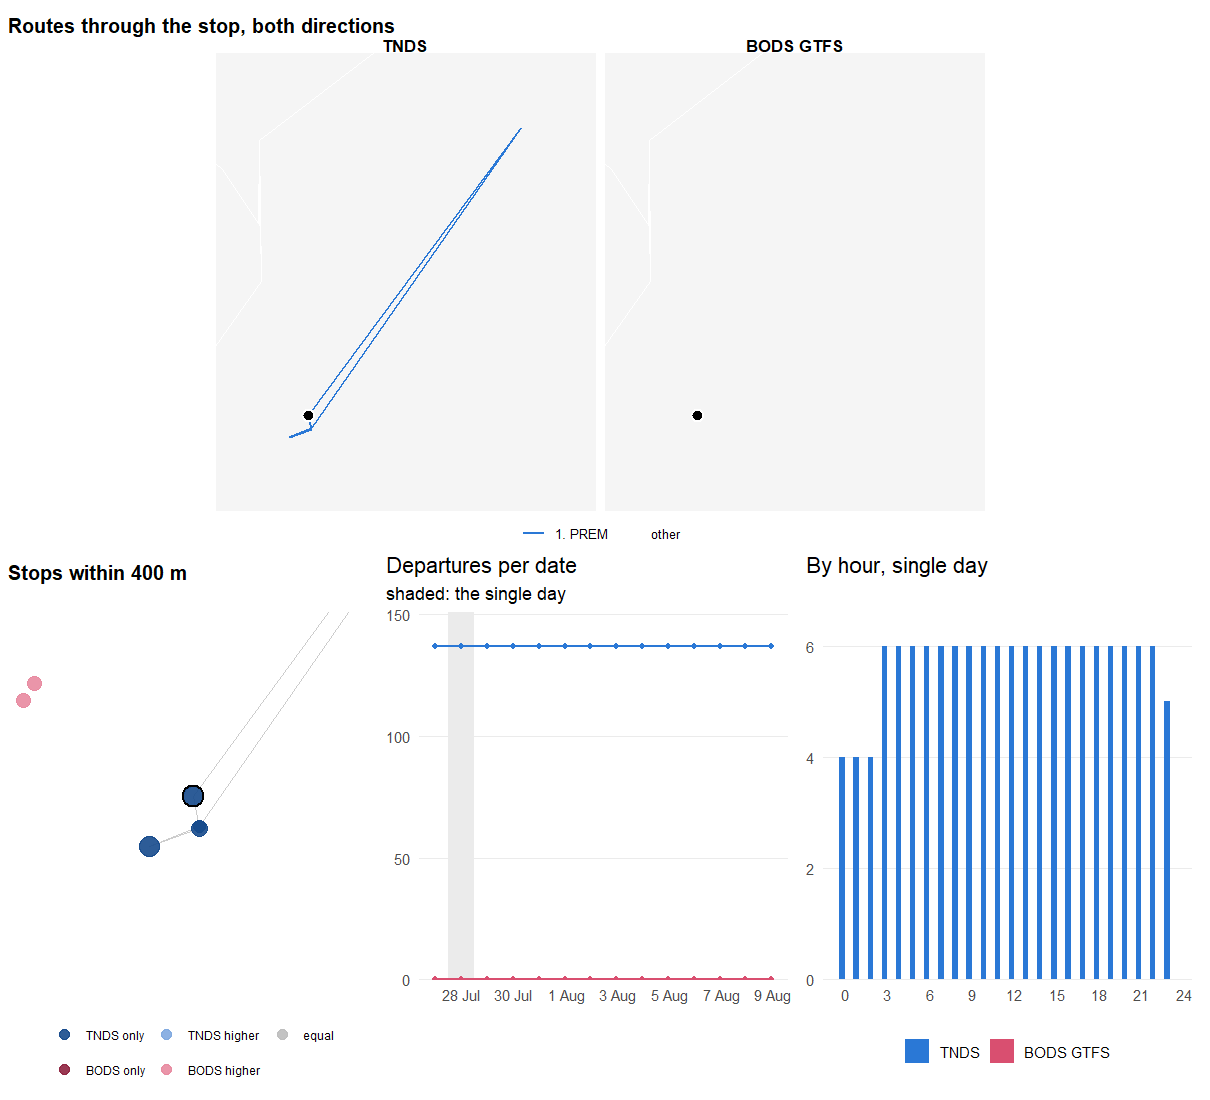 Routes through the stop, both directions
TNDS
BODS GTFS
1. PREM
other
Stops within 400 m
TNDS only
TNDS higher
equal
BODS only
BODS higher
Departures per date
shaded: the single day
150
100
50
0
28 Jul
30 Jul
1 Aug
3 Aug
5 Aug
7 Aug
9 Aug
By hour, single day
6
4
2
0
0
3
6
9
12
15
18
21
24
TNDS
BODS GTFS